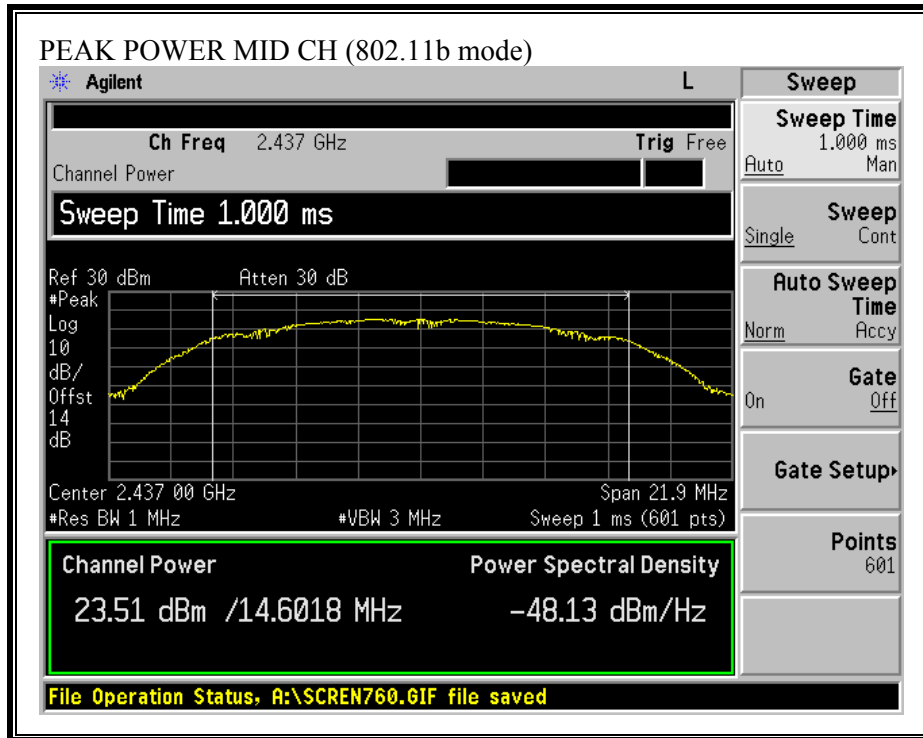 PEAK POWER MID CH (802.11b mode)
Agilent L
Ch Freq 2.437 GHz Trig Free
Channel Power
Sweep Time 1.000 ms
Ref 30 dBm Atten 30 dB
#Peak
Log
10
dB/
Offst
14
dB
Center 2.437 00 GHz Span 21.9 MHz
#Res BW 1 MHz #VBW 3 MHz Sweep 1 ms (601 pts)
Channel Power Power Spectral Density
23.51 dBm /14.6018 MHz -48.13 dBm/Hz
File Operation Status, A:\SCREN760.GIF file saved
Sweep
Sweep Time
1.000 ms
Auto Man
Sweep
Single Cont
Auto Sweep
Time
Norm Accy
Gate
On Off
Gate Setup
Points
601